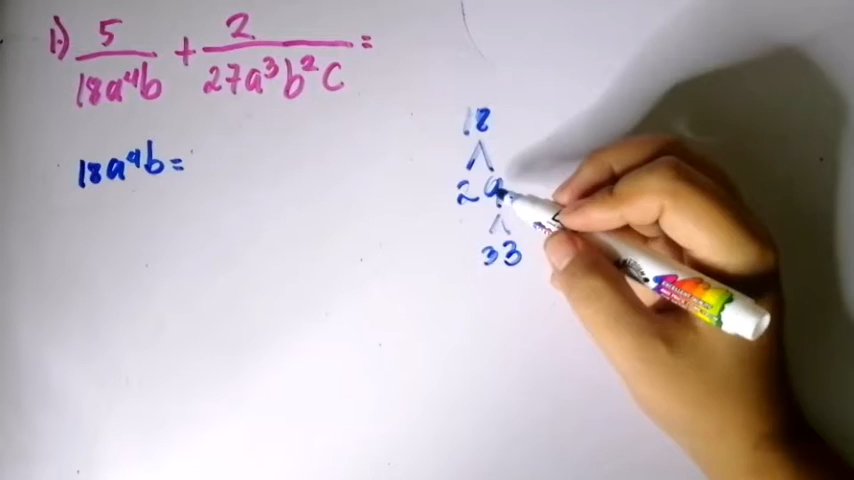 1.) 5/18a⁴b + 2/27a³b²c =
18a⁴b =
18
2 9
3 3